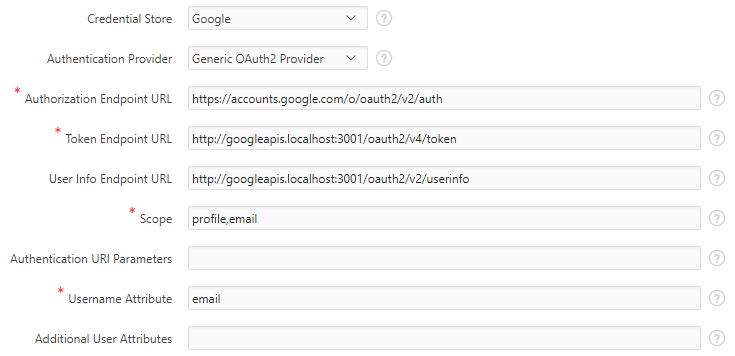 Credential Store Google ?
Authentication Provider Generic OAuth2 Provider ?
* Authorization Endpoint URL https://accounts.google.com/o/oauth2/v2/auth ?
* Token Endpoint URL http://googleapis.localhost:3001/oauth2/v4/token ?
User Info Endpoint URL http://googleapis.localhost:3001/oauth2/v2/userinfo ?
* Scope profile,email ?
Authentication URI Parameters ?
* Username Attribute email ?
Additional User Attributes ?